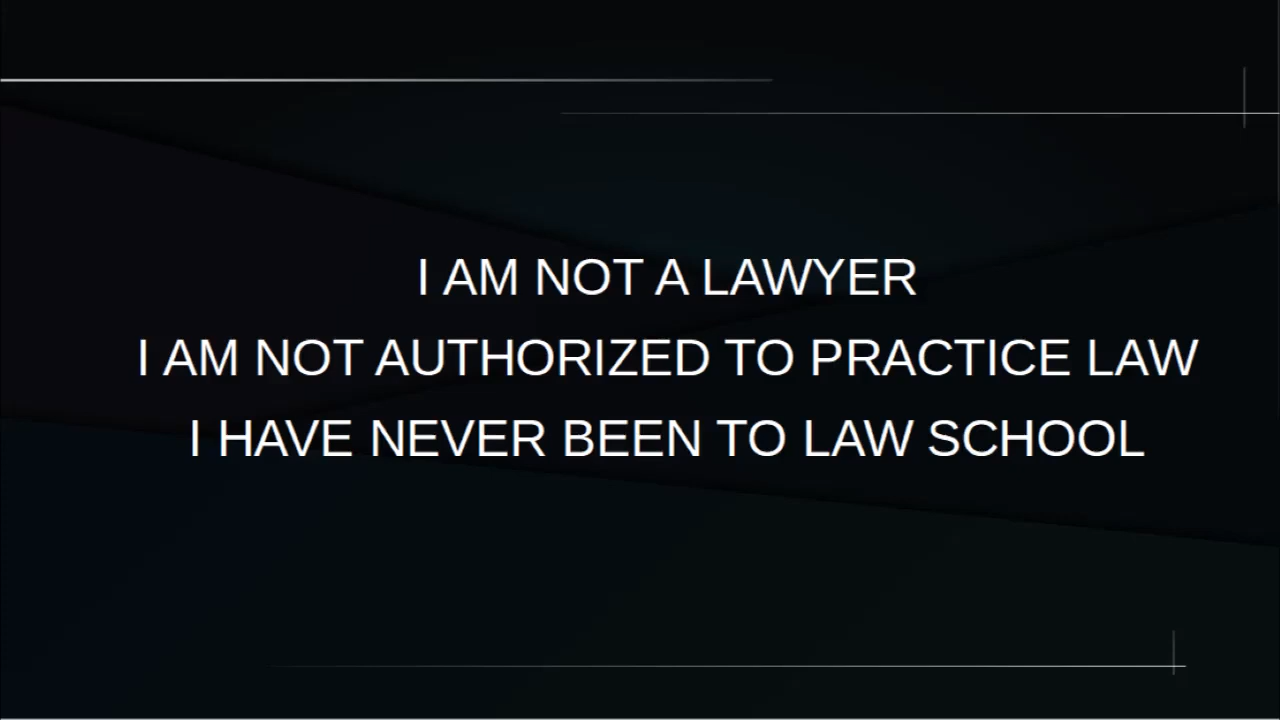 I AM NOT A LAWYER
I AM NOT AUTHORIZED TO PRACTICE LAW
I HAVE NEVER BEEN TO LAW SCHOOL